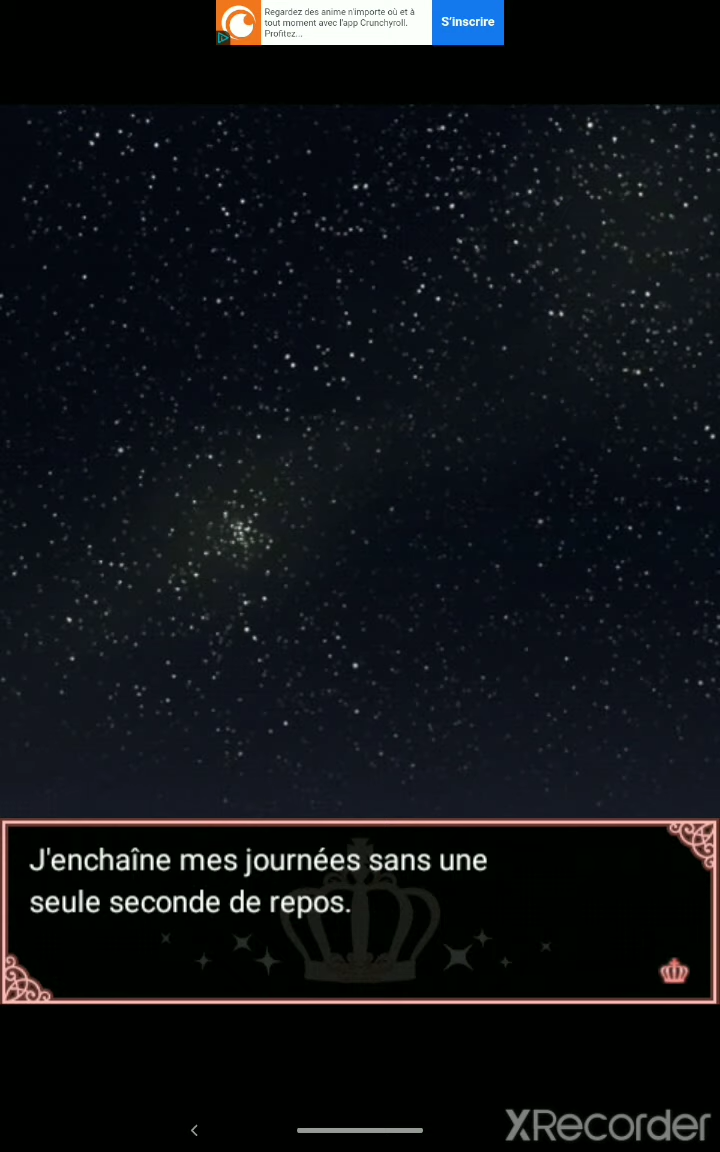 Regardez des anime n'importe où et à
tout moment avec l'app Crunchyroll.
Profitez...
S'inscrire
J'enchaîne mes journées sans une
seule seconde de repos.
XRecorder